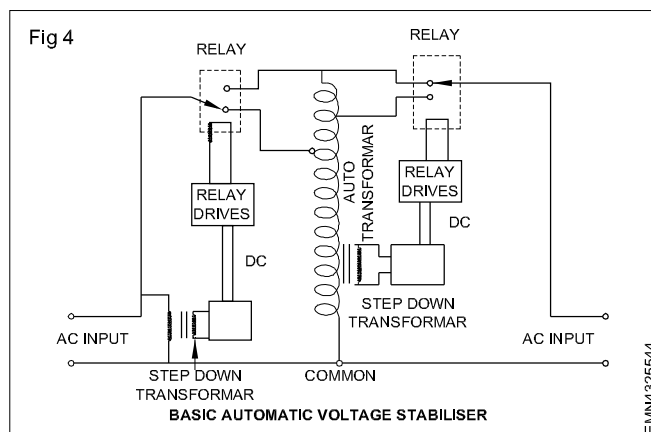 Fig 4
RELAY
RELAY
RELAY
DRIVES
DC
AUTO
TRANSFORMAR
RELAY
DRIVES
DC
STEP DOWN
TRANSFORMAR
AC INPUT
AC INPUT
STEP DOWN
TRANSFORMAR
COMMON
BASIC AUTOMATIC VOLTAGE STABILISER
EMN4325544